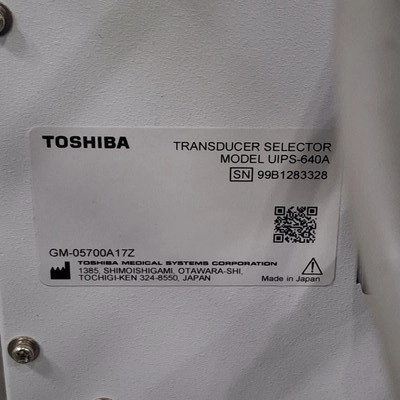 TOSHIBA
TRANSDUCER SELECTOR
MODEL UIPS-640A
SN 99B1283328
GM-05700A17Z
TOSHIBA MEDICAL SYSTEMS CORPORATION
1385, SHIMOISHIGAMI, OTAWARA-SHI,
TOCHIGI-KEN 324-8550, JAPAN
Made in Japan